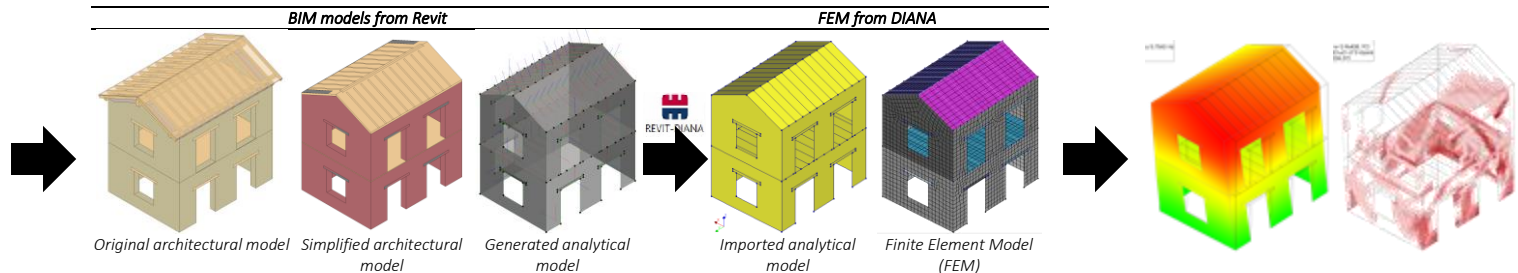 BIM models from Revit
FEM from DIANA
REVIT-DIANA
Original architectural model
Simplified architectural
model
Generated analytical
model
Imported analytical
model
Finite Element Model
(FEM)